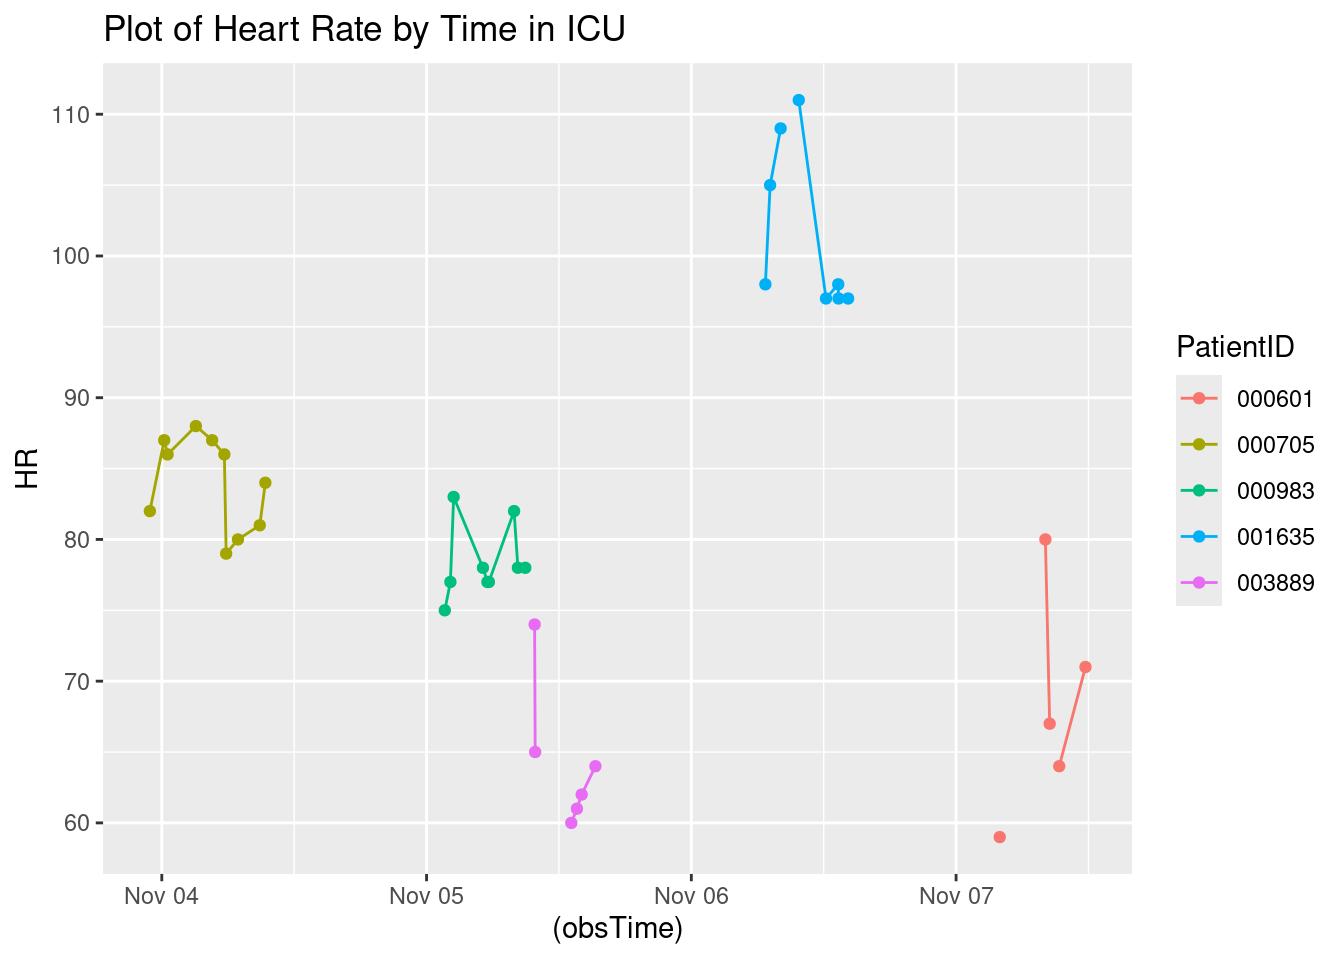 Plot of Heart Rate by Time in ICU
110
100
90
80
70
60
HR
Nov 04
Nov 05
Nov 06
Nov 07
(obsTime)
PatientID
000601
000705
000983
001635
003889